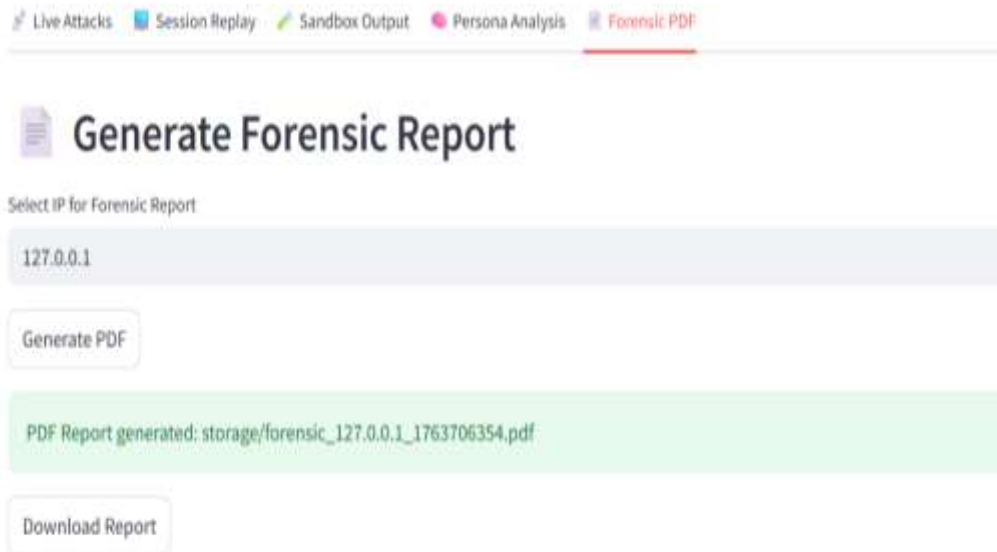 Live Attacks Session Replay Sandbox Output Persona Analysis Forensic PDF
Generate Forensic Report
Select IP for Forensic Report
127.0.0.1
Generate PDF
PDF Report generated: storage/forensic_127.0.0.1_1763706354.pdf
Download Report